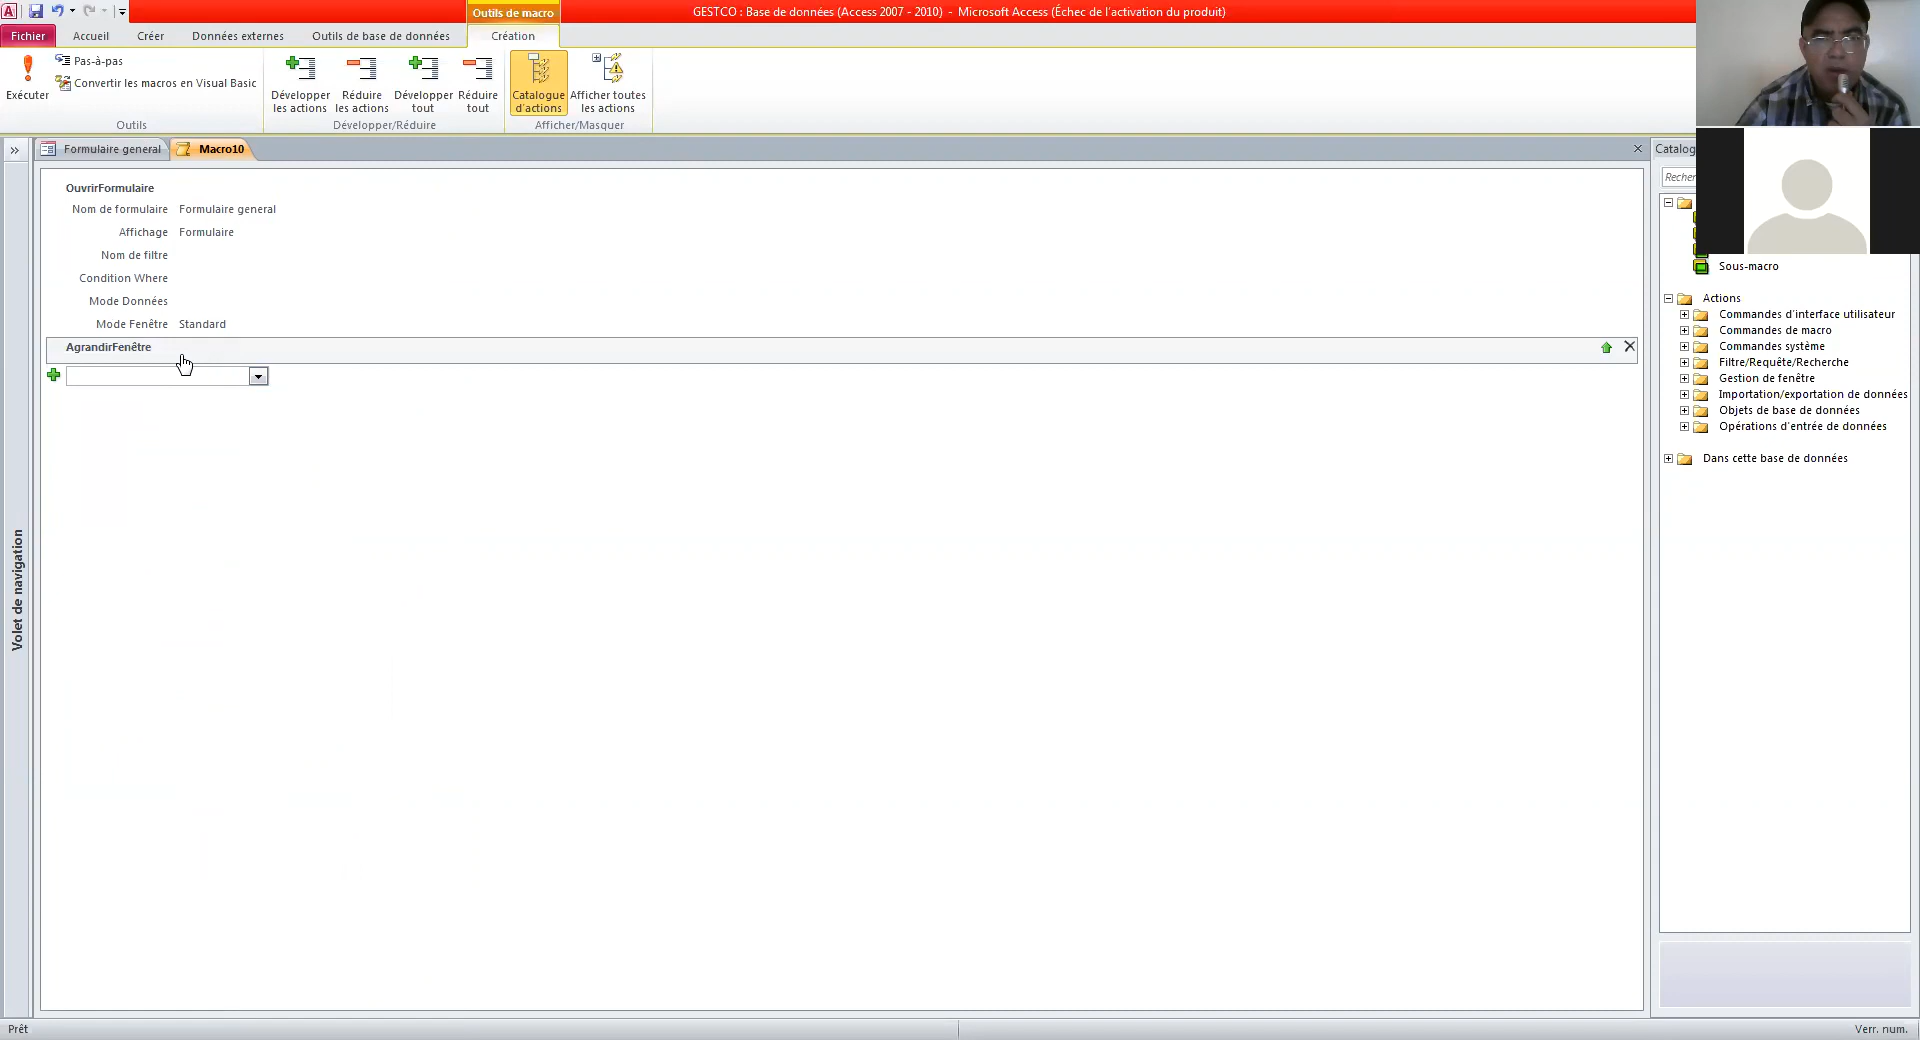 Outils de macro
GESTCO : Base de données (Access 2007 - 2010) - Microsoft Access (Échec de l'activation du produit)
Fichier Accueil Créer Données externes Outils de base de données Création
Exécuter
Pas-à-pas
Convertir les macros en Visual Basic
Outils
Développer les actions
Réduire les actions
Développer tout
Réduire tout
Développer/Réduire
Catalogue d'actions
Afficher toutes les actions
Afficher/Masquer
Formulaire general
Macro10
OuvrirFormulaire
Nom de formulaire Formulaire general
Affichage Formulaire
Nom de filtre
Condition Where
Mode Données
Mode Fenêtre Standard
AgrandirFenêtre
Volet de navigation
Catalog
Recher
Sous-macro
Actions
Commandes d'interface utilisateur
Commandes de macro
Commandes système
Filtre/Requête/Recherche
Gestion de fenêtre
Importation/exportation de données
Objets de base de données
Opérations d'entrée de données
Dans cette base de données
Prêt
Verr. num.